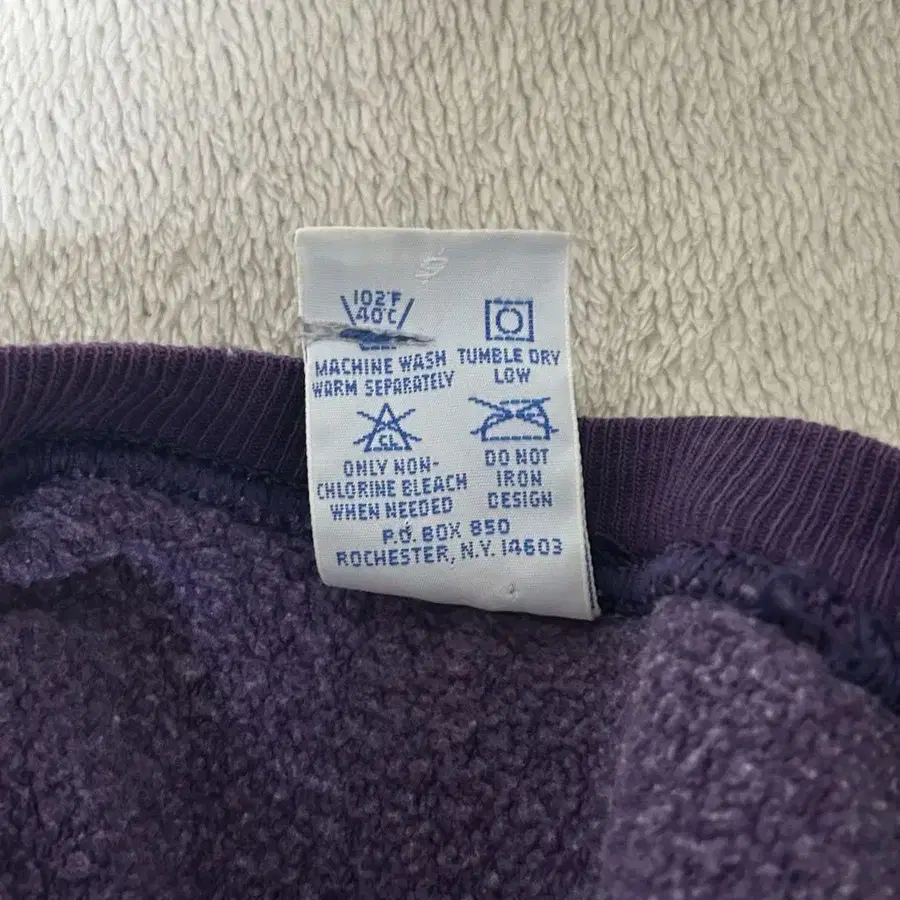 102°F
40°C
MACHINE WASH
WARM SEPARATELY
TUMBLE DRY
LOW
CL
ONLY NON-
CHLORINE BLEACH
WHEN NEEDED
DO NOT
IRON
DESIGN
P.O. BOX 850
ROCHESTER, N.Y. 14603